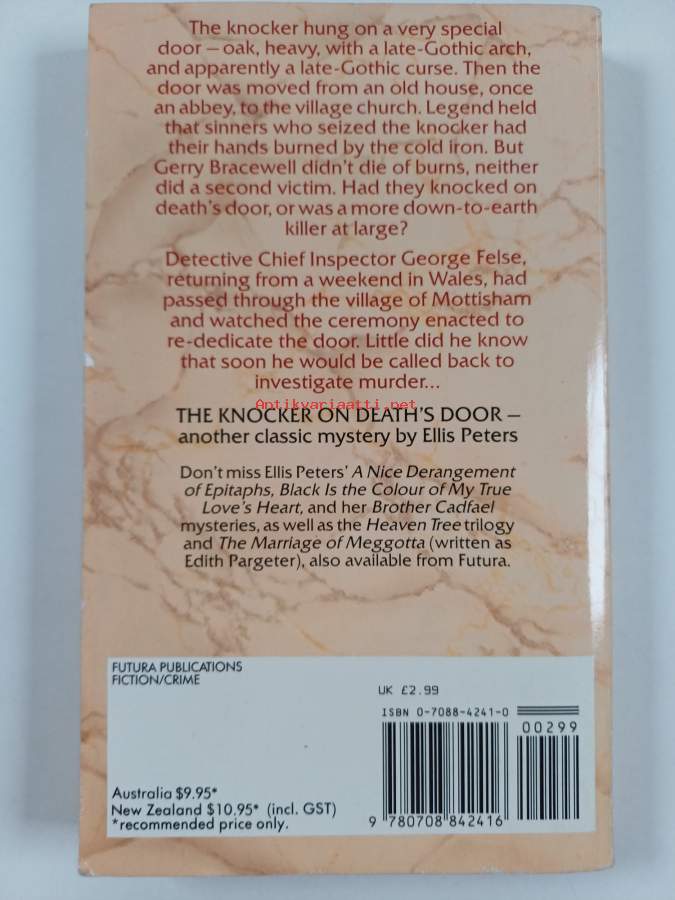 The knocker hung on a very special
door – oak, heavy, with a late-Gothic arch,
and apparently a late-Gothic curse. Then the
door was moved from an old house, once
an abbey, to the village church. Legend held
that sinners who seized the knocker had
their hands burned by the cold iron. But
Gerry Bracewell didn't die of burns, neither
did a second victim. Had they knocked on
death's door, or was a more down-to-earth
killer at large?
Detective Chief Inspector George Felse,
returning from a weekend in Wales, had
passed through the village of Mottisham
and watched the ceremony enacted to
re-dedicate the door. Little did he know
that soon he would be called back to
investigate murder...
Antikvariaatti.net
THE KNOCKER ON DEATH'S DOOR –
another classic mystery by Ellis Peters
Don't miss Ellis Peters' A Nice Derangement
of Epitaphs, Black Is the Colour of My True
Love's Heart, and her Brother Cadfael
mysteries, as well as the Heaven Tree trilogy
and The Marriage of Meggotta (written as
Edith Pargeter), also available from Futura.
FUTURA PUBLICATIONS
FICTION/CRIME
UK £2.99
ISBN 0-7088-4241-0
00299
Australia $9.95*
New Zealand $10.95* (incl. GST)
*recommended price only.
9 780708 842416